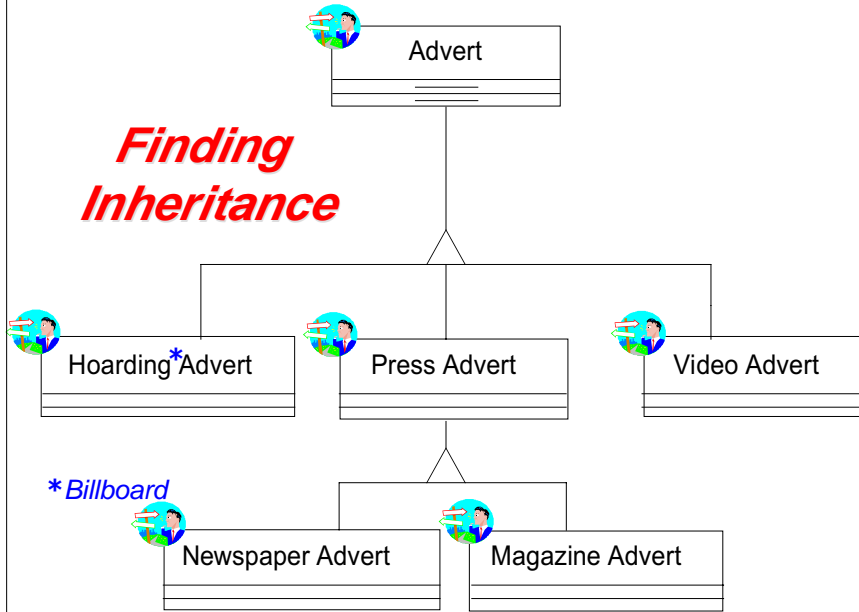 Advert
Finding
Inheritance
Hoarding*Advert
Press Advert
Video Advert
*Billboard
Newspaper Advert
Magazine Advert